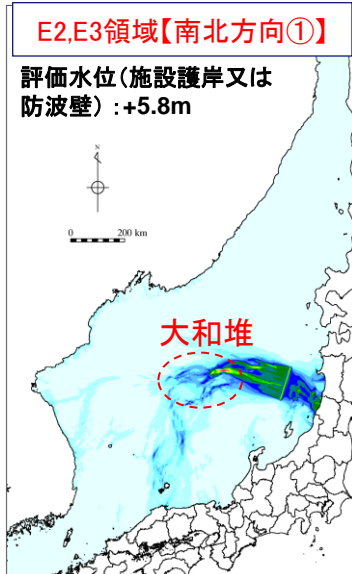 E2,E3領域【南北方向①】
評価水位(施設護岸又は
防波壁）:+5.8m
N
0 200 km
大和堆